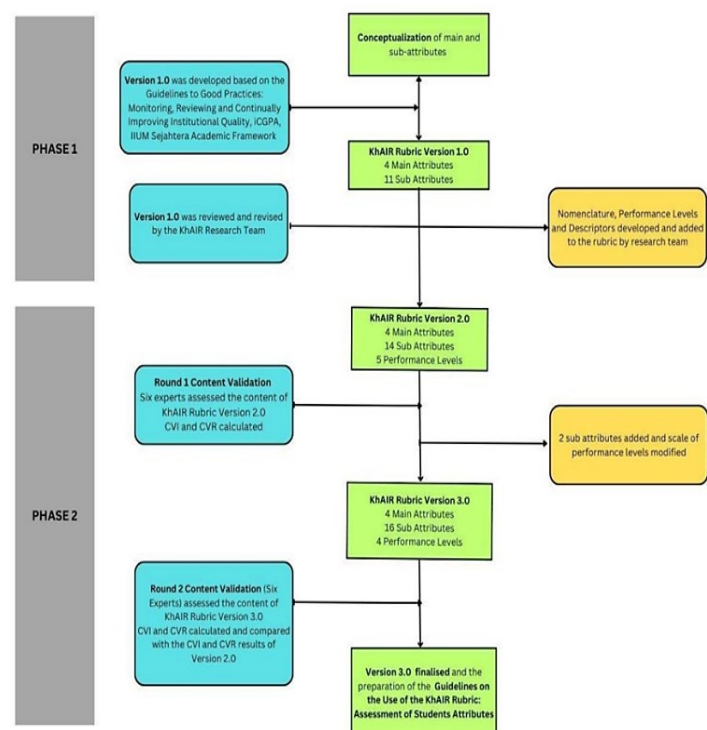 PHASE 1
Conceptualization of main and
sub-attributes
Version 1.0 was developed based on the
Guidelines to Good Practices:
Monitoring, Reviewing and Continually
Improving Institutional Quality, iCGPA,
IIUM Sejahtera Academic Framework
KhAIR Rubric Version 1.0
4 Main Attributes
11 Sub Attributes
Version 1.0 was reviewed and revised
by the KhAIR Research Team
Nomenclature, Performance Levels
and Descriptors developed and added
to the rubric by research team
PHASE 2
KhAIR Rubric Version 2.0
4 Main Attributes
14 Sub Attributes
5 Performance Levels
Round 1 Content Validation
Six experts assessed the content of
KhAIR Rubric Version 2.0
CVI and CVR calculated
2 sub attributes added and scale of
performance levels modified
KhAIR Rubric Version 3.0
4 Main Attributes
16 Sub Attributes
4 Performance Levels
Round 2 Content Validation (Six
Experts) assessed the content of
KhAIR Rubric Version 3.0
CVI and CVR calculated and compared
with the CVI and CVR results of
Version 2.0
Version 3.0 finalised and the
preparation of the Guidelines on
the Use of the KhAIR Rubric:
Assessment of Students Attributes